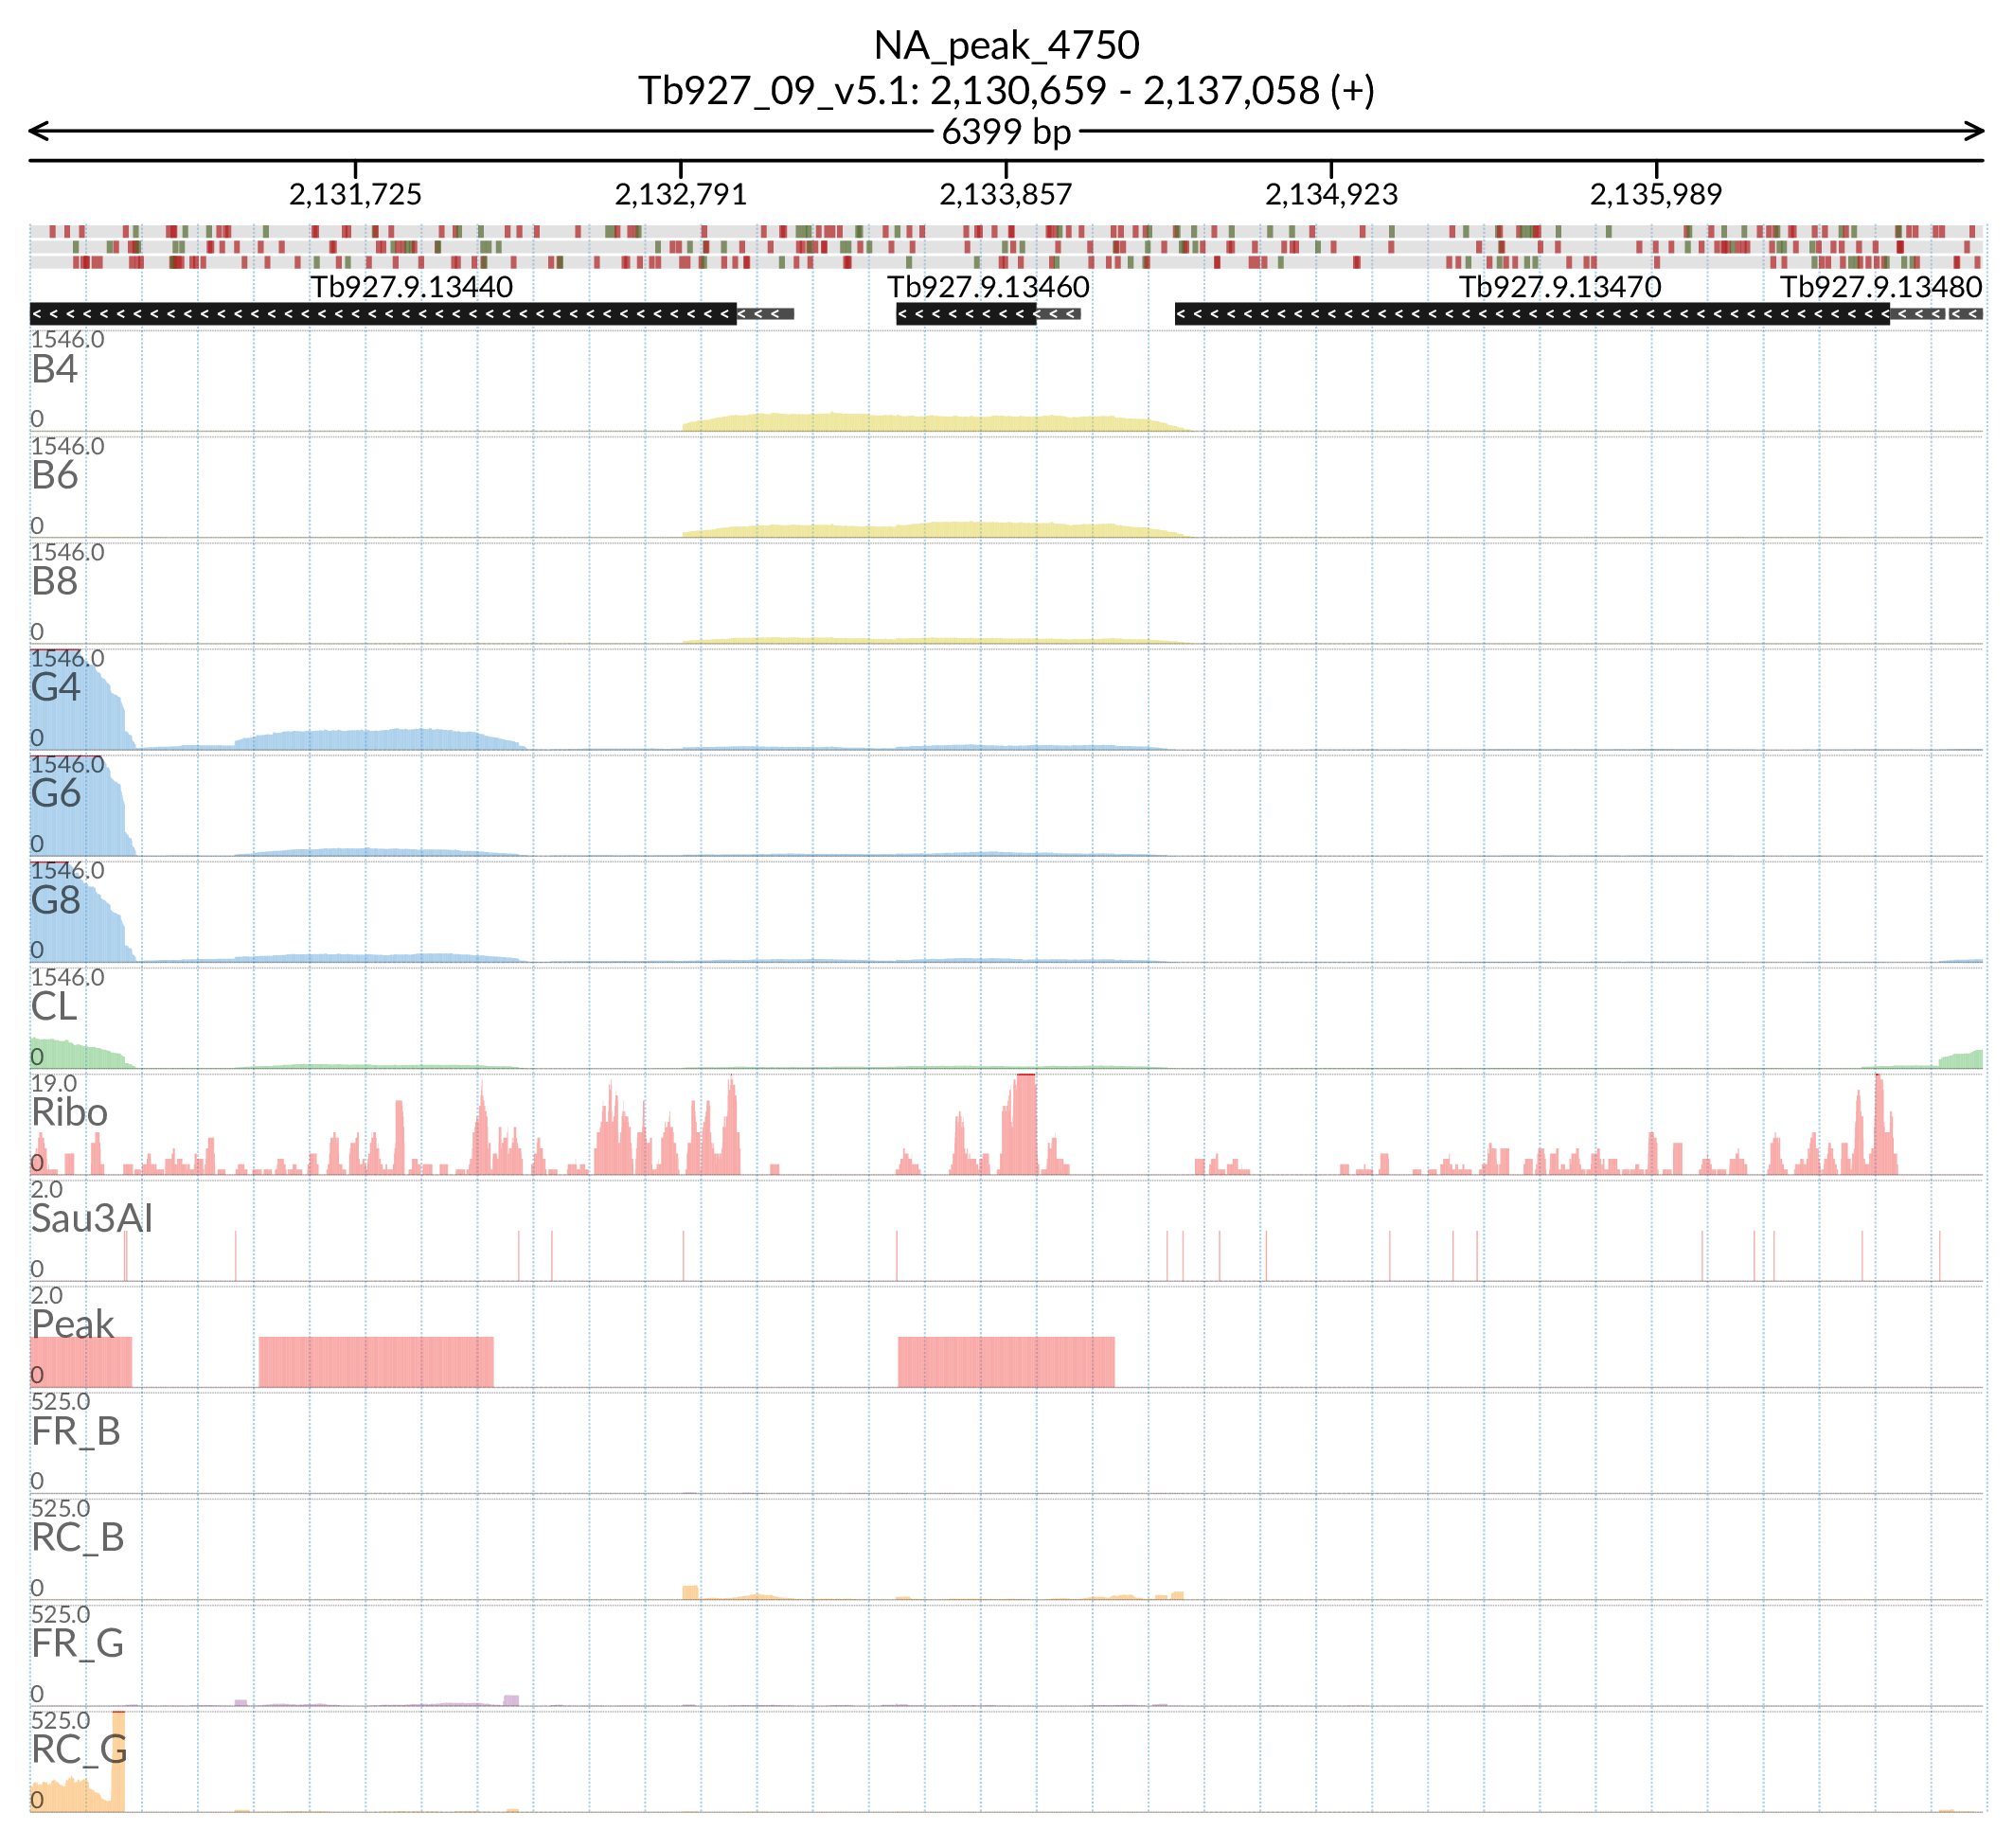 NA_peak_4750
Tb927_09_v5.1: 2,130,659 - 2,137,058 (+)
6399 bp
2,131,725 2,132,791 2,133,857 2,134,923 2,135,989
Tb927.9.13440 Tb927.9.13460 Tb927.9.13470 Tb927.9.13480
1546.0
B4
0
1546.0
B6
0
1546.0
B8
0
1546.0
G4
0
1546.0
G6
0
1546.0
G8
0
1546.0
CL
0
19.0
Ribo
0
2.0
Sau3AI
0
2.0
Peak
0
525.0
FR_B
0
525.0
RC_B
0
525.0
FR_G
0
525.0
RC_G
0